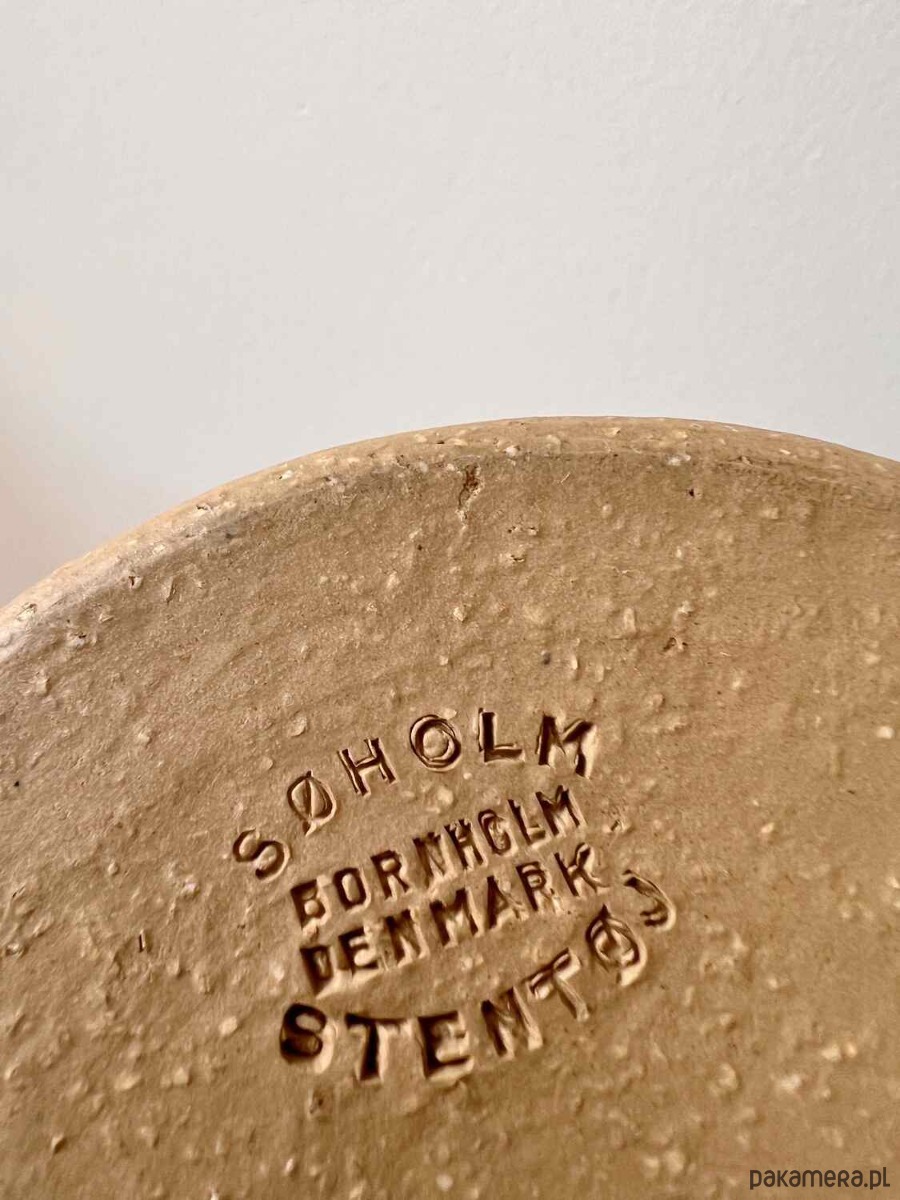 SØHOLM
BORNHOLM
DENMARK
STENTØJ
pakamera.pl